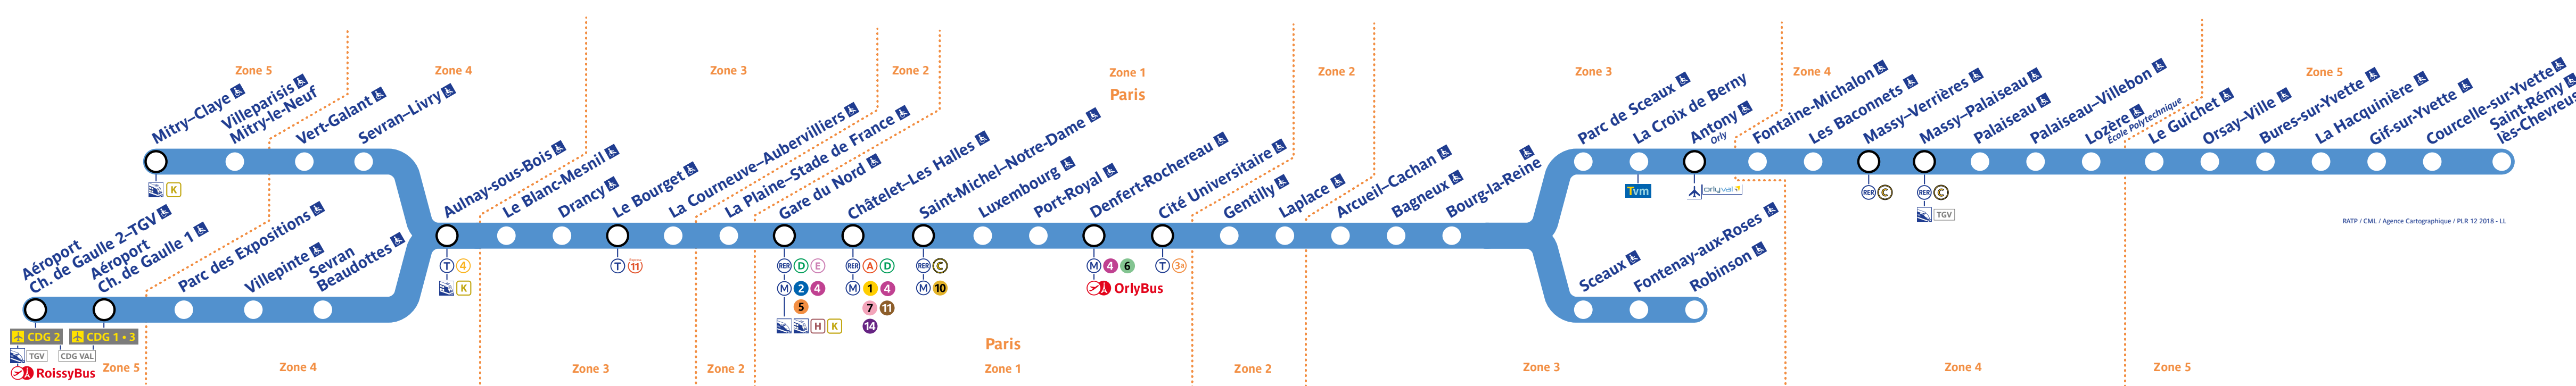 Zone 5
Zone 4
Zone 3
Zone 2
Zone 1
Paris
Zone 2
Zone 3
Zone 4
Zone 5
Mitry–Claye
Villeparisis
Mitry-le-Neuf
Vert-Galant
Sevran–Livry
K
Aéroport
Ch. de Gaulle 2–TGV
Aéroport
Ch. de Gaulle 1
Parc des Expositions
Villepinte
Sevran
Beaudottes
CDG 2
CDG 1 • 3
TGV
CDG VAL
RoissyBus
Aulnay-sous-Bois
T 4
K
Le Blanc-Mesnil
Drancy
Le Bourget
T 11
La Courneuve–Aubervilliers
La Plaine–Stade de France
Gare du Nord
RER D E
M 2 4
5
H K
Châtelet–Les Halles
RER A D
M 1 4
7 11
14
Saint-Michel–Notre-Dame
RER C
M 10
Luxembourg
Port-Royal
Denfert-Rochereau
M 4 6
OrlyBus
Cité Universitaire
T 3a
Gentilly
Laplace
Arcueil–Cachan
Bagneux
Bourg-la-Reine
Parc de Sceaux
La Croix de Berny
Tvm
Antony
Orly
orlyval
Fontaine-Michalon
Les Baconnets
Massy–Verrières
RER C
Massy–Palaiseau
RER C
TGV
Palaiseau
Palaiseau–Villebon
Lozère
École Polytechnique
Le Guichet
Orsay–Ville
Bures-sur-Yvette
La Hacquinière
Gif-sur-Yvette
Courcelle-sur-Yvette
Saint-Rémy
lès-Chevreuse
Sceaux
Fontenay-aux-Roses
Robinson
RATP / CML / Agence Cartographique / PLR 12 2018 - LL
Zone 5
Zone 4
Zone 3
Zone 2
Paris
Zone 1
Zone 2
Zone 3
Zone 4
Zone 5